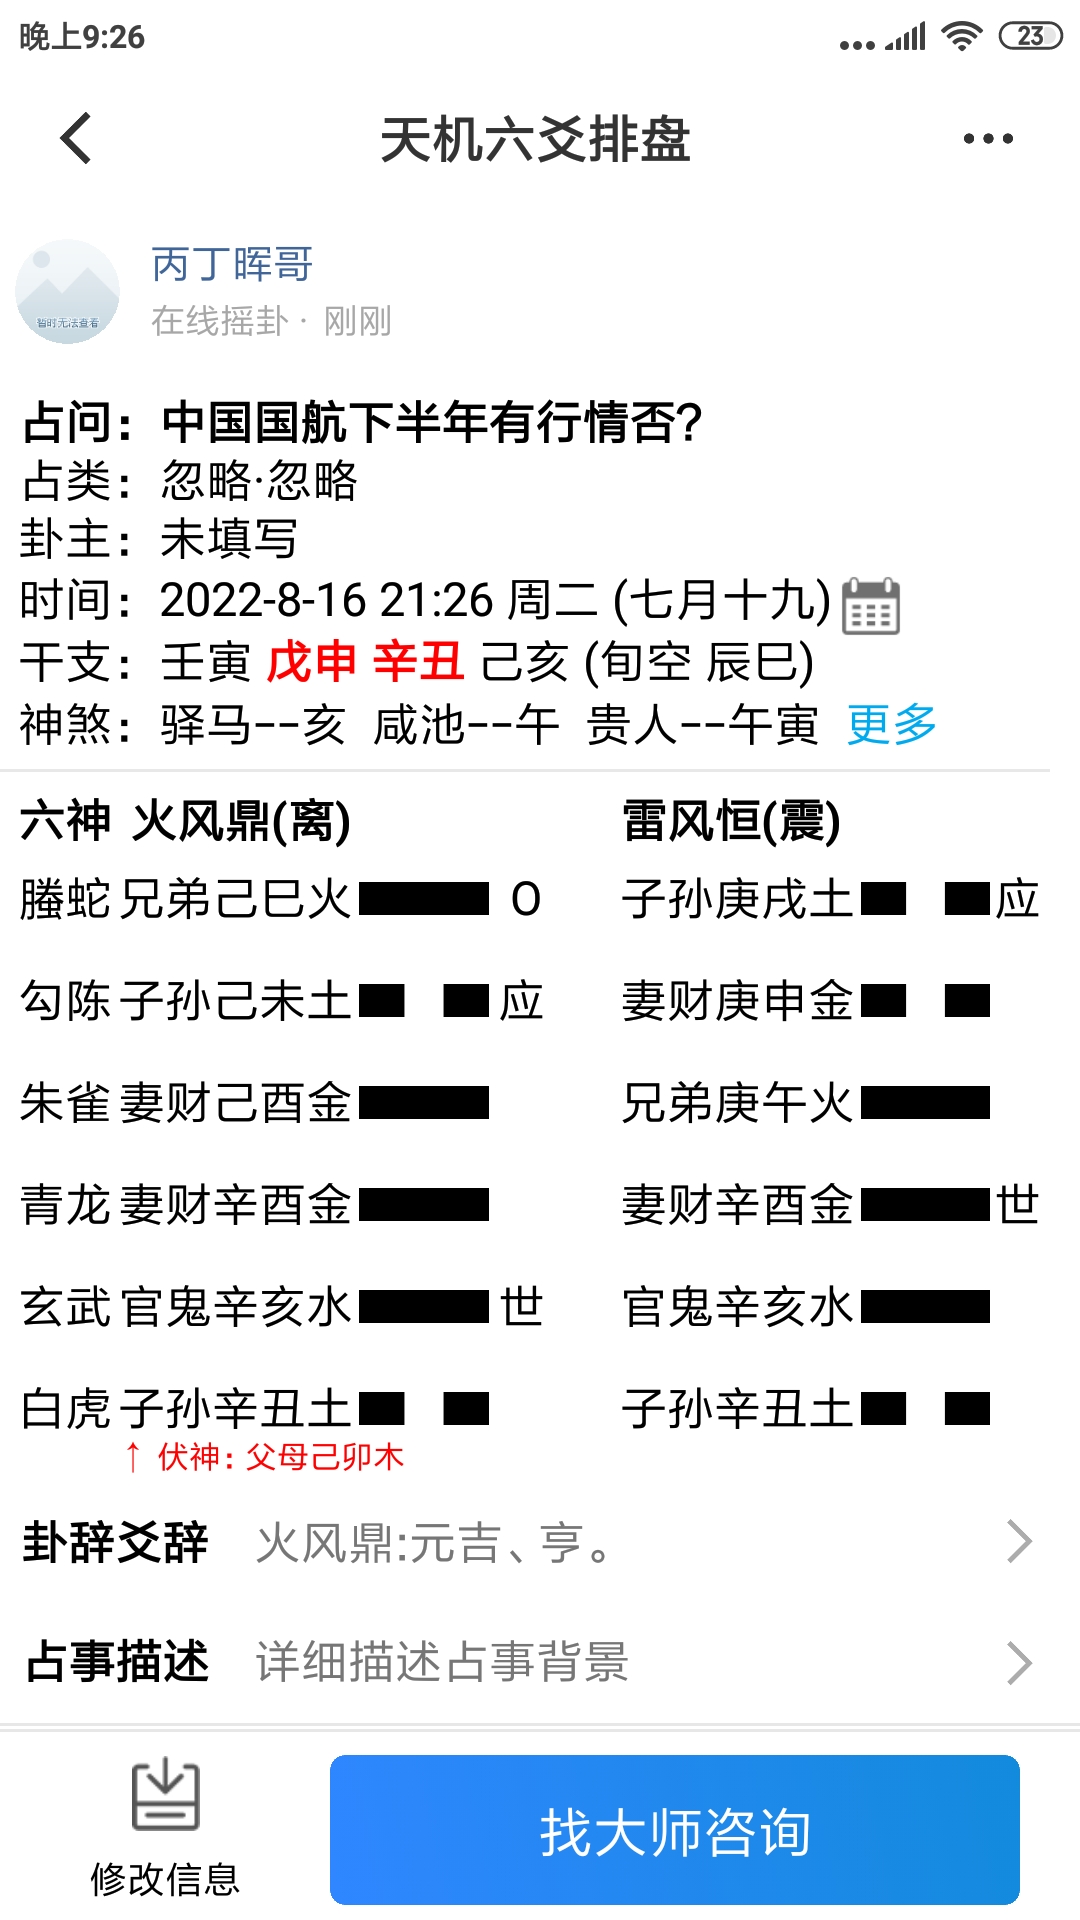 晚上9:26
23
天机六爻排盘
丙丁晖哥
在线摇卦 · 刚刚
暂时无法查看
占问：中国国航下半年有行情否？
占类：忽略·忽略
卦主：未填写
时间：2022-8-16 21:26 周二 (七月十九)
干支：壬寅 戊申 辛丑 己亥 (旬空 辰巳)
神煞：驿马--亥 咸池--午 贵人--午寅 更多
六神 火风鼎(离) 雷风恒(震)
螣蛇 兄弟己巳火 O 子孙庚戌土 应
勾陈 子孙己未土 应 妻财庚申金
朱雀 妻财己酉金 兄弟庚午火
青龙 妻财辛酉金 妻财辛酉金 世
玄武 官鬼辛亥水 世 官鬼辛亥水
白虎 子孙辛丑土 子孙辛丑土
↑ 伏神：父母己卯木
卦辞爻辞 火风鼎:元吉、亨。
占事描述 详细描述占事背景
修改信息
找大师咨询